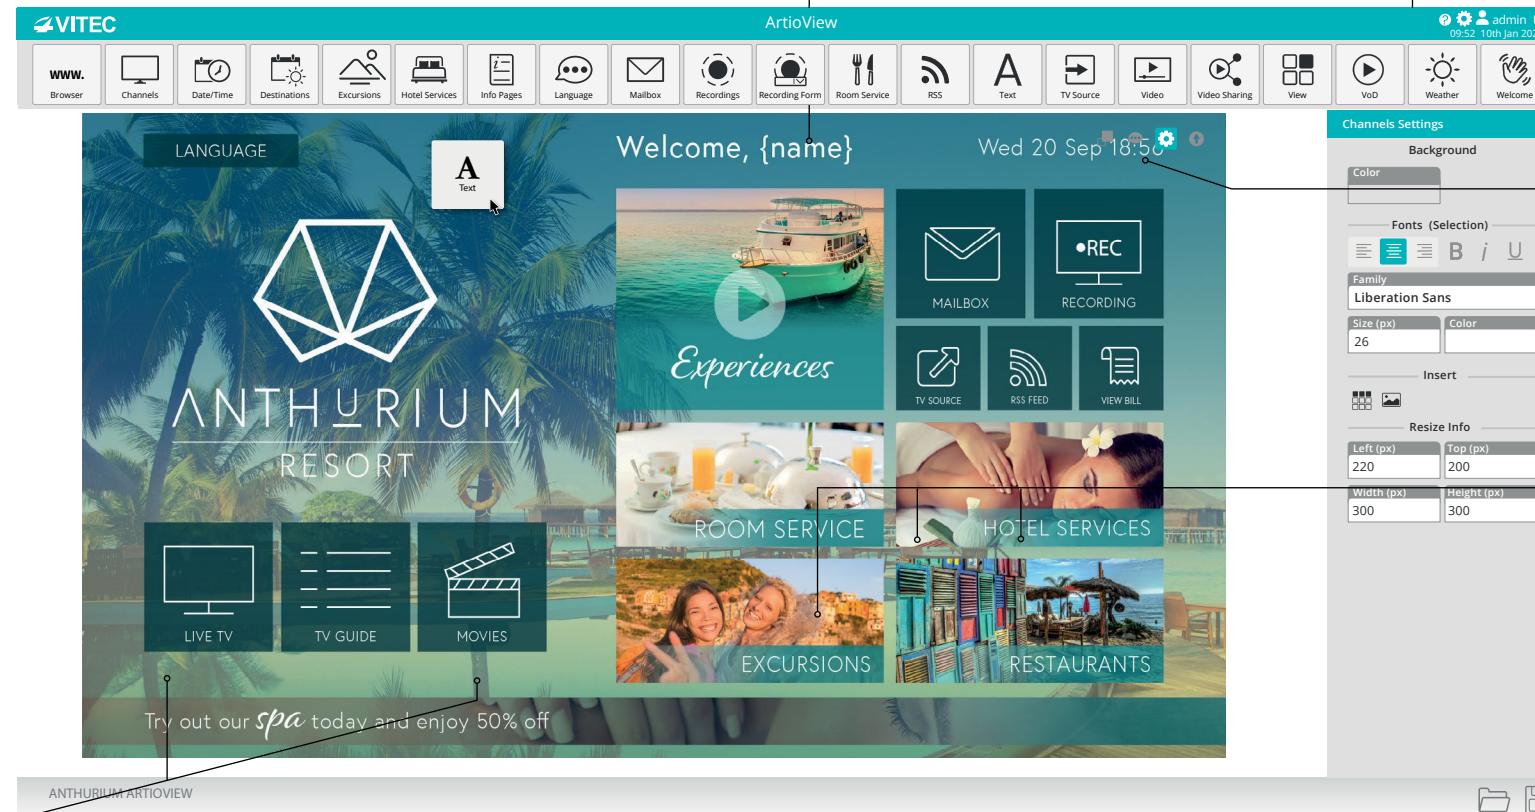 VITEC
ArtioView
admin
09:52 10th Jan 202
www.
Browser
Channels
Date/Time
Destinations
Excursions
Hotel Services
Info Pages
Language
Mailbox
Recordings
Recording Form
Room Service
RSS
A
Text
TV Source
Video
Video Sharing
View
VoD
Weather
Welcome
LANGUAGE
A
Text
Welcome, {name}
Wed 20 Sep 18:56
ANTHURIUM
RESORT
Experiences
MAILBOX
•REC
RECORDING
TV SOURCE
RSS FEED
VIEW BILL
ROOM SERVICE
HOTEL SERVICES
EXCURSIONS
RESTAURANTS
LIVE TV
TV GUIDE
MOVIES
Try out our spa today and enjoy 50% off
Channels Settings
Background
Color
Fonts (Selection)
B i U
Family
Liberation Sans
Size (px)
Color
26
Insert
Resize Info
Left (px)
Top (px)
220
200
Width (px)
Height (px)
300
300
ANTHURIUM ARTIOVIEW